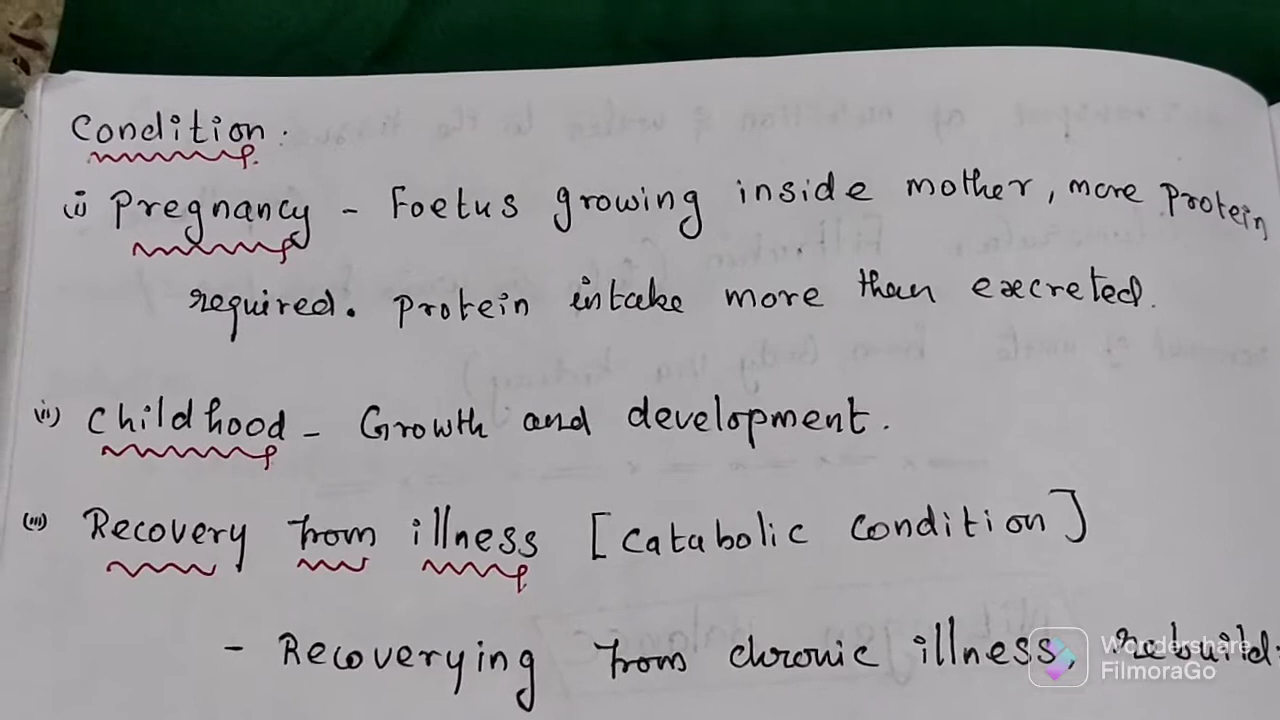 Condition.
(i) Pregnancy - Foetus growing inside mother, more protein
required. Protein intake more than excreted.
(ii) Childhood - Growth and development.
(iii) Recovery from illness [Catabolic condition]
- Recoverying from chronic illness, rebuild.
Wondershare
FilmoraGo